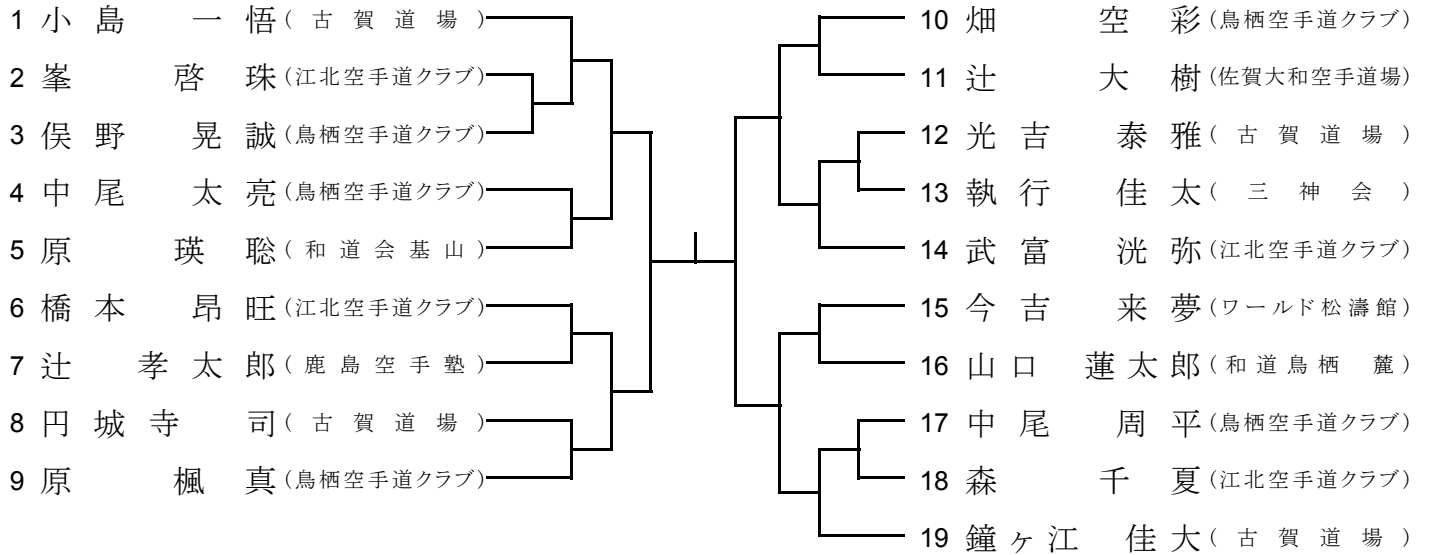 1 小島 一悟 (古賀道場)
2 峯 啓珠 (江北空手道クラブ)
3 俣野 晃誠 (鳥栖空手道クラブ)
4 中尾 太亮 (鳥栖空手道クラブ)
5 原 瑛聡 (和道会基山)
6 橋本 昂旺 (江北空手道クラブ)
7 辻 孝太郎 (鹿島空手塾)
8 円城寺 司 (古賀道場)
9 原 楓真 (鳥栖空手道クラブ)
10 畑 空彩 (鳥栖空手道クラブ)
11 辻 大樹 (佐賀大和空手道場)
12 光吉 泰雅 (古賀道場)
13 執行 佳太 (三神会)
14 武富 洸弥 (江北空手道クラブ)
15 今吉 来夢 (ワールド松濤館)
16 山口 蓮太郎 (和道鳥栖 麓)
17 中尾 周平 (鳥栖空手道クラブ)
18 森 千夏 (江北空手道クラブ)
19 鐘ヶ江 佳大 (古賀道場)